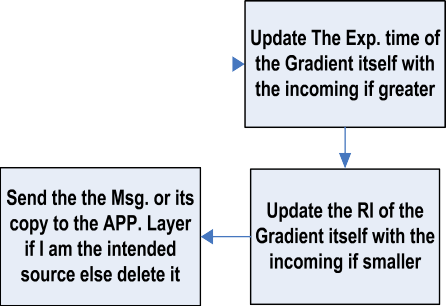 Update The Exp. time of
the Gradient itself with
the incoming if greater
Update the RI of the
Gradient itself with the
incoming if smaller
Send the the Msg. or its
copy to the APP. Layer
if I am the intended
source else delete it